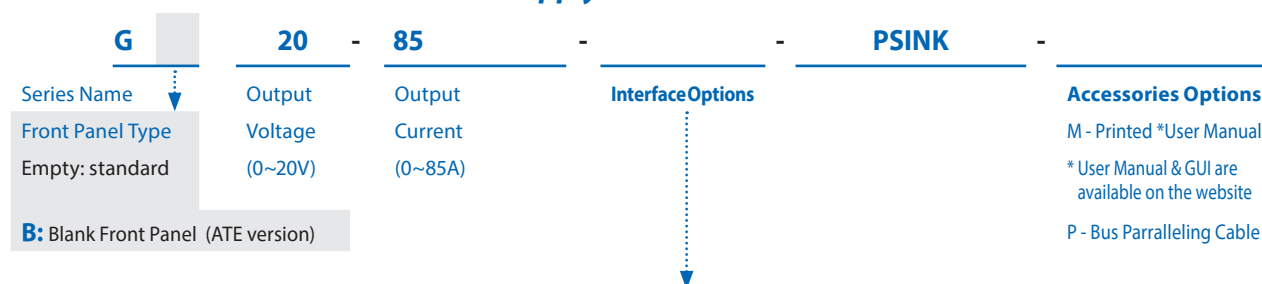 G 20 - 85 - - PSINK -
Series Name
Front Panel Type
Empty: standard
B: Blank Front Panel (ATE version)
Output
Voltage
(0~20V)
Output
Current
(0~85A)
Interface Options
Accessories Options
M - Printed *User Manual
* User Manual & GUI are
available on the website
P - Bus Parralleling Cable